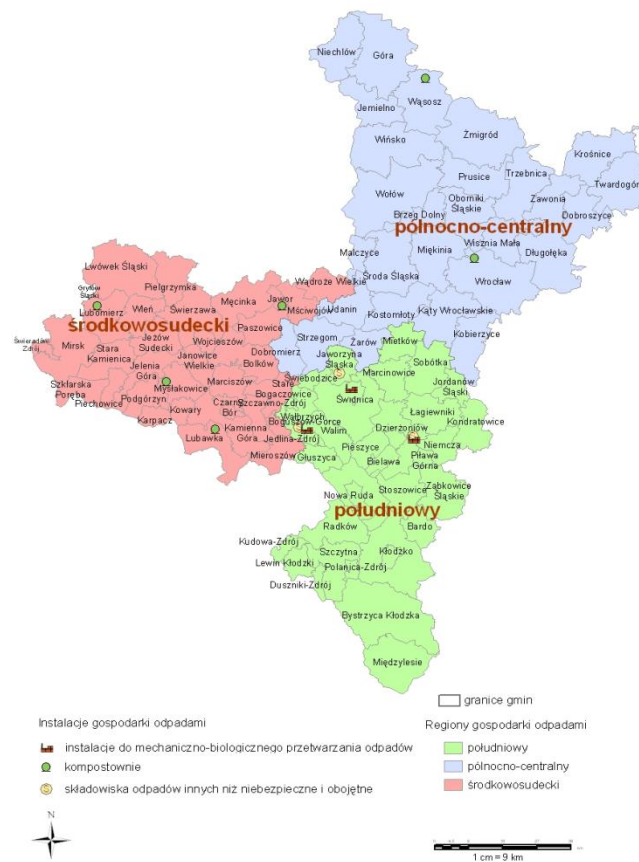 Niechlów
Góra
Wąsosz
Jemielno
Wińsko
Żmigród
Krośnice
Prusice
Trzebnica
Twardogór
Wołów
Oborniki
Śląskie
Zawonia
Brzeg Dolny
Dobroszyce
północno-centralny
Wisznia Mała
Miękinia
Długołęka
Malczyce
Środa Śląska
Wrocław
Lwówek Śląski
Pielgrzymka
Wądroże Wielkie
Męcinka
Jawor
Gryfów
Śląski
Lubomierz
Wleń
Świerzawa
Mściwojów
Udanin
Kostomłoty
Kąty Wrocławskie
środkowosudecki
Paszowice
Strzegom
Żarów
Mietków
Kobierzyce
Świeradów
Zdrój
Mirsk
Stara
Kamienica
Jeżów
Sudecki
Wojcieszów
Janowice
Wielkie
Bolków
Dobromierz
Jaworzyna
Śląska
Sobótka
Marcinowice
Jordanów
Śląski
Szklarska
Poręba
Piechowice
Jelenia
Góra
Podgórzyn
Mysłakowice
Marciszów
Stare
Bogaczowice
Świebodzice
Świdnica
Karpacz
Kowary
Czarny
Bór
Szczawno-Zdrój
Wałbrzych
Boguszów-Gorce
Walim
Łagiewniki
Kondratowice
Dzierżoniów
Lubawka
Kamienna
Góra
Jedlina-Zdrój
Mieroszów
Głuszyca
Pieszyce
Bielawa
Niemcza
Piława
Górna
Nowa Ruda
Stoszowice
Ząbkowice
Śląskie
południowy
Radków
Bardo
Kudowa-Zdrój
Szczytna
Kłodzko
Lewin Kłodzki
Polanica-Zdrój
Duszniki-Zdrój
Bystrzyca Kłodzka
Międzylesie
granice gmin
Instalacje gospodarki odpadami
instalacje do mechaniczno-biologicznego przetwarzania odpadów
kompostownie
składowiska odpadów innych niż niebezpieczne i obojętne
Regiony gospodarki odpadami
południowy
północno-centralny
środkowosudecki
N
1 cm = 9 km